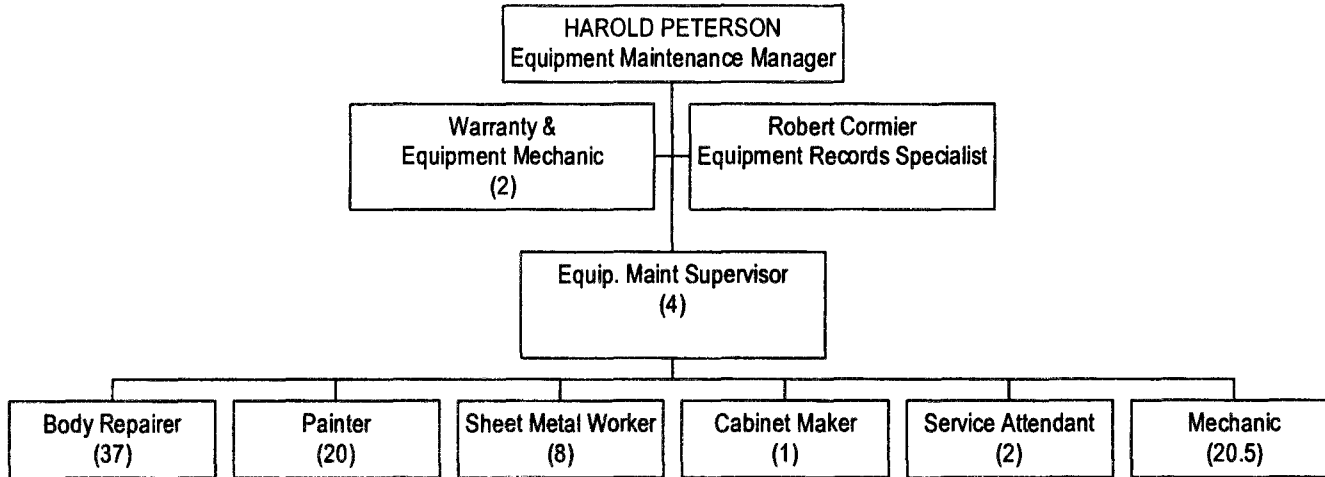 HAROLD PETERSON
Equipment Maintenance Manager
Warranty &
Equipment Mechanic
(2)
Robert Cormier
Equipment Records Specialist
Equip. Maint Supervisor
(4)
Body Repairer
(37)
Painter
(20)
Sheet Metal Worker
(8)
Cabinet Maker
(1)
Service Attendant
(2)
Mechanic
(20.5)